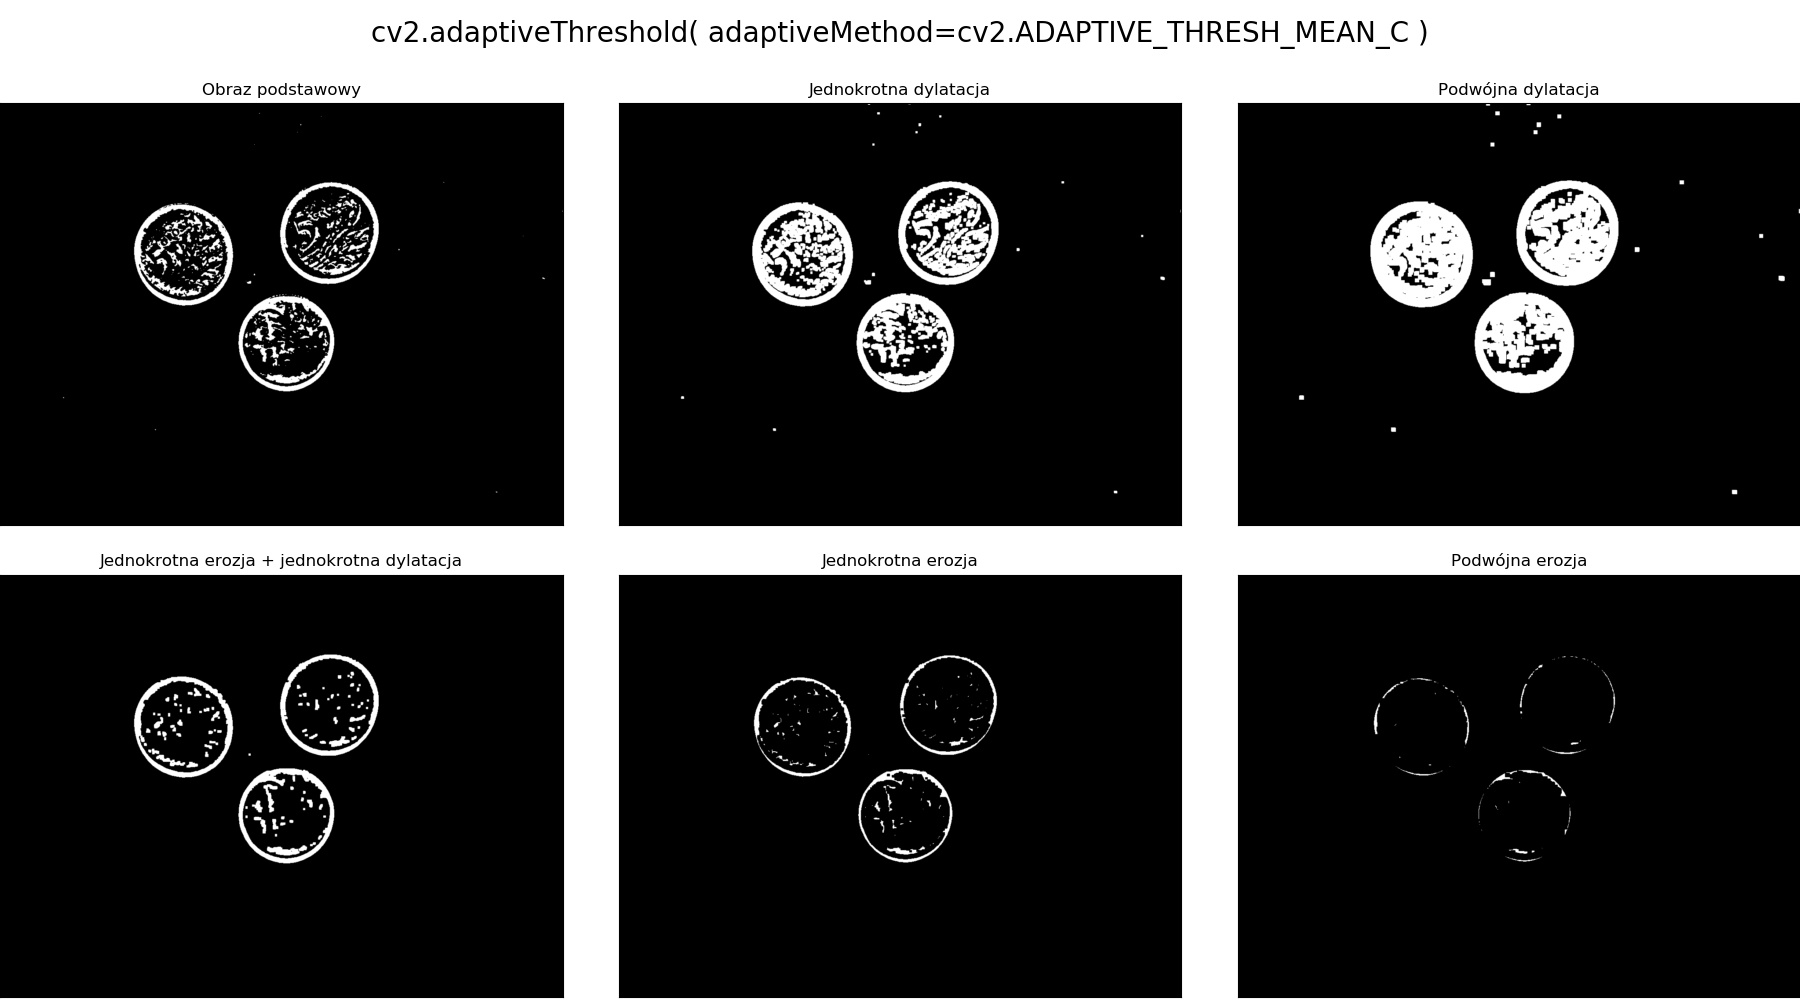 cv2.adaptiveThreshold( adaptiveMethod=cv2.ADAPTIVE_THRESH_MEAN_C )
Obraz podstawowy
Jednokrotna dylatacja
Podwójna dylatacja
Jednokrotna erozja + jednokrotna dylatacja
Jednokrotna erozja
Podwójna erozja